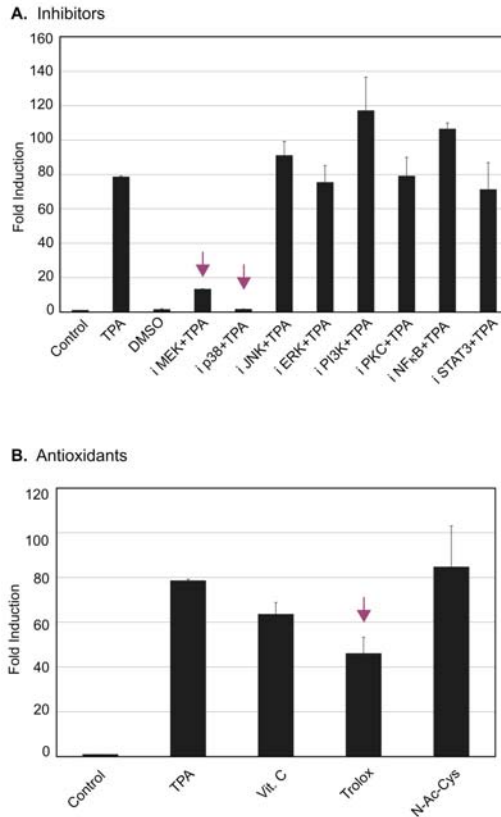 A. Inhibitors
160
140
120
100
80
60
40
20
0
Fold Induction
Control
TPA
DMSO
i MEK+TPA
i p38+TPA
i JNK+TPA
i ERK+TPA
i PI3K+TPA
i PKC+TPA
i NFκB+TPA
i STAT3+TPA
B. Antioxidants
120
100
80
60
40
20
0
Fold Induction
Control
TPA
Vit. C
Trolox
N-Ac-Cys